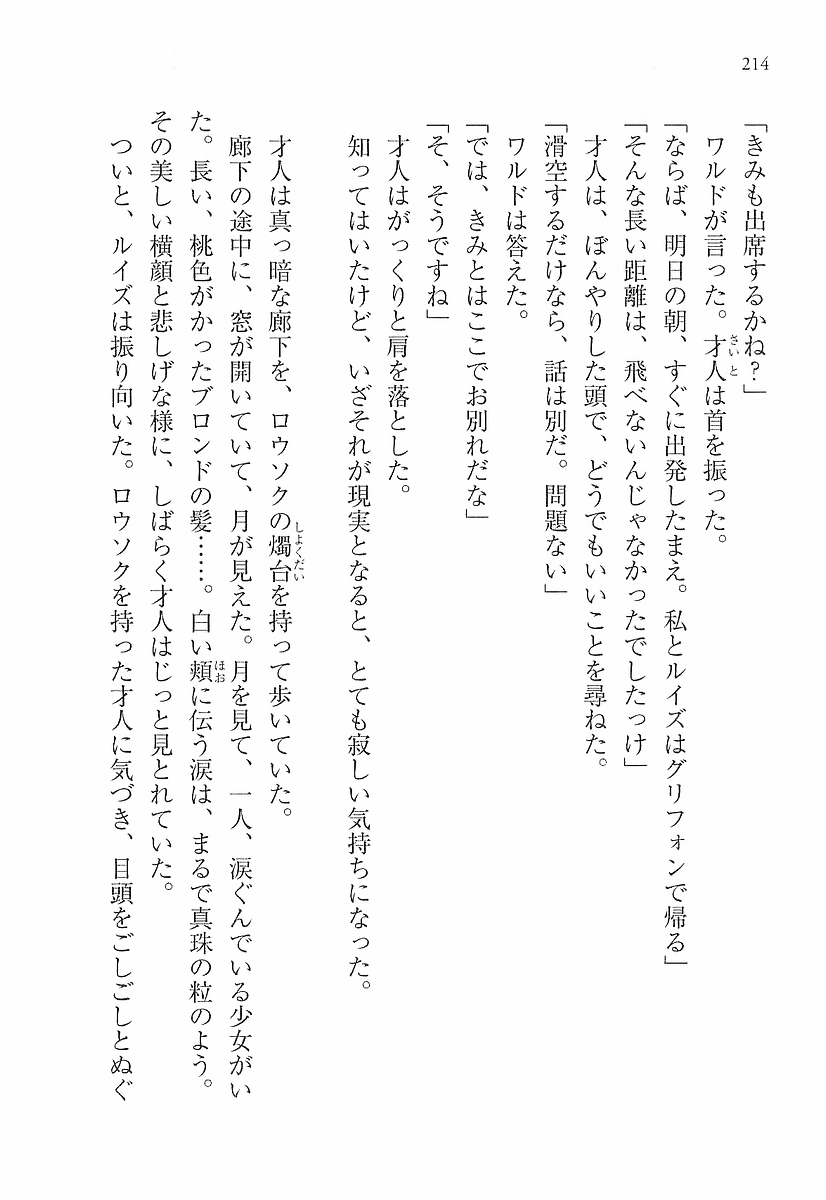 214
「きみも出席するかね？」
ワルドが言った。才人は首を振った。
「ならば、明日の朝、すぐに出発したまえ。私とルイズはグリフォンで帰る」
「そんな長い距離は、飛べないんじゃなかったでしたっけ」
才人は、ぼんやりした頭で、どうでもいいことを尋ねた。
「滑空するだけなら、話は別だ。問題ない」
ワルドは答えた。
「では、きみとはここでお別れだな」
「そ、そうですね」
才人はがっくりと肩を落とした。
知ってはいたけど、いざそれが現実となると、とても寂しい気持ちになった。
才人は真っ暗な廊下を、ロウソクの燭台を持って歩いていた。
廊下の途中に、窓が開いていて、月が見えた。月を見て、一人、涙ぐんでいる少女がい
た。長い、桃色がかったブロンドの髪……。白い頬に伝う涙は、まるで真珠の粒のよう。
その美しい横顔と悲しげな様に、しばらく才人はじっと見とれていた。
ついと、ルイズは振り向いた。ロウソクを持った才人に気づき、目頭をごしごしとぬぐ
さいと
しよくだい
ほお